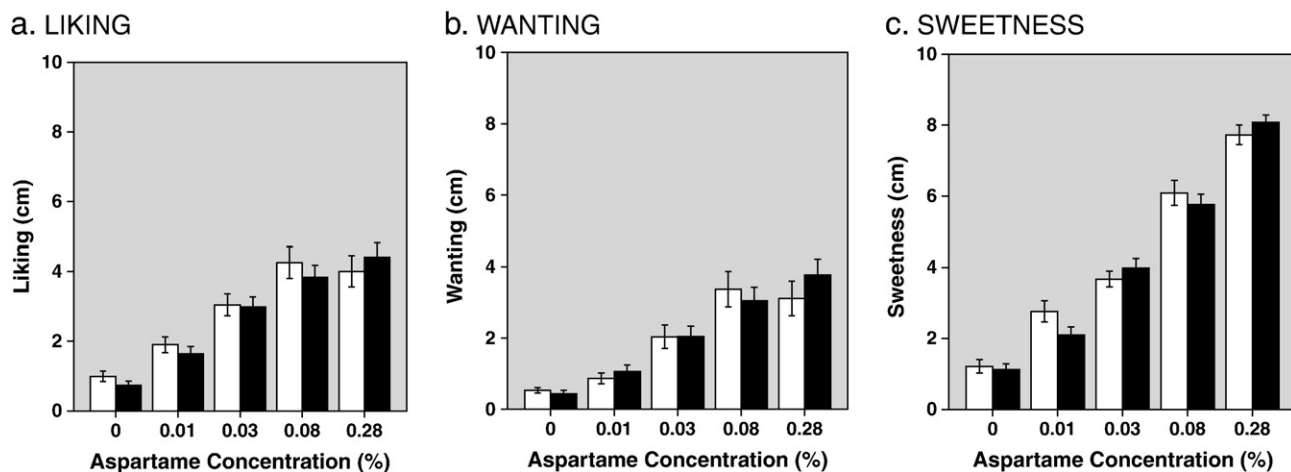 a. LIKING
10
8
6
4
2
0
Liking (cm)
0 0.01 0.03 0.08 0.28
Aspartame Concentration (%)
b. WANTING
10
8
6
4
2
0
Wanting (cm)
0 0.01 0.03 0.08 0.28
Aspartame Concentration (%)
c. SWEETNESS
10
8
6
4
2
0
Sweetness (cm)
0 0.01 0.03 0.08 0.28
Aspartame Concentration (%)